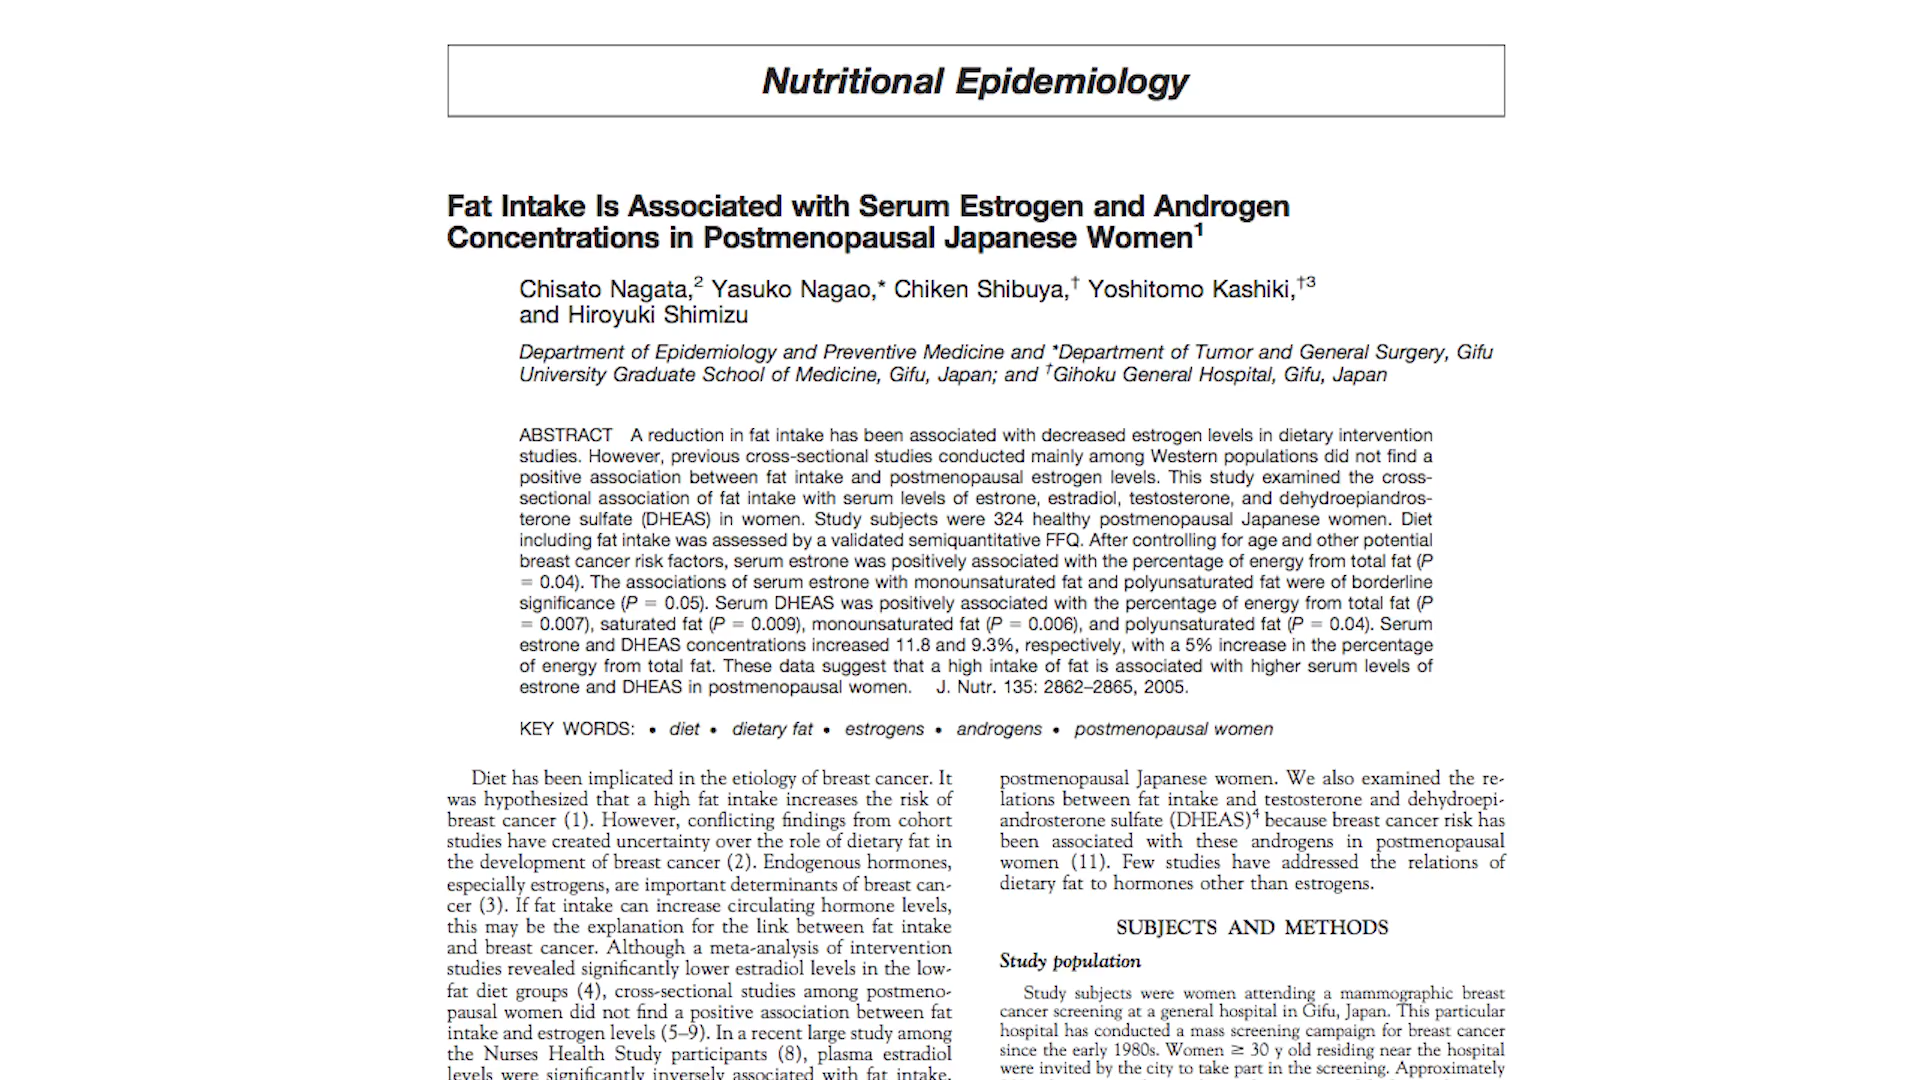 Nutritional Epidemiology
Fat Intake Is Associated with Serum Estrogen and Androgen
Concentrations in Postmenopausal Japanese Women1
Chisato Nagata,2 Yasuko Nagao,* Chiken Shibuya,† Yoshitomo Kashiki,†3
and Hiroyuki Shimizu
Department of Epidemiology and Preventive Medicine and *Department of Tumor and General Surgery, Gifu
University Graduate School of Medicine, Gifu, Japan; and †Gihoku General Hospital, Gifu, Japan
ABSTRACT A reduction in fat intake has been associated with decreased estrogen levels in dietary intervention
studies. However, previous cross-sectional studies conducted mainly among Western populations did not find a
positive association between fat intake and postmenopausal estrogen levels. This study examined the cross-
sectional association of fat intake with serum levels of estrone, estradiol, testosterone, and dehydroepiandros-
terone sulfate (DHEAS) in women. Study subjects were 324 healthy postmenopausal Japanese women. Diet
including fat intake was assessed by a validated semiquantitative FFQ. After controlling for age and other potential
breast cancer risk factors, serum estrone was positively associated with the percentage of energy from total fat (P
= 0.04). The associations of serum estrone with monounsaturated fat and polyunsaturated fat were of borderline
significance (P = 0.05). Serum DHEAS was positively associated with the percentage of energy from total fat (P
= 0.007), saturated fat (P = 0.009), monounsaturated fat (P = 0.006), and polyunsaturated fat (P = 0.04). Serum
estrone and DHEAS concentrations increased 11.8 and 9.3%, respectively, with a 5% increase in the percentage
of energy from total fat. These data suggest that a high intake of fat is associated with higher serum levels of
estrone and DHEAS in postmenopausal women. J. Nutr. 135: 2862–2865, 2005.
KEY WORDS: • diet • dietary fat • estrogens • androgens • postmenopausal women
Diet has been implicated in the etiology of breast cancer. It
was hypothesized that a high fat intake increases the risk of
breast cancer (1). However, conflicting findings from cohort
studies have created uncertainty over the role of dietary fat in
the development of breast cancer (2). Endogenous hormones,
especially estrogens, are important determinants of breast can-
cer (3). If fat intake can increase circulating hormone levels,
this may be the explanation for the link between fat intake
and breast cancer. Although a meta-analysis of intervention
studies revealed significantly lower estradiol levels in the low-
fat diet groups (4), cross-sectional studies among postmeno-
pausal women did not find a positive association between fat
intake and estrogen levels (5–9). In a recent large study among
the Nurses Health Study participants (8), plasma estradiol
levels were significantly inversely associated with fat intake.
postmenopausal Japanese women. We also examined the re-
lations between fat intake and testosterone and dehydroepi-
androsterone sulfate (DHEAS)4 because breast cancer risk has
been associated with these androgens in postmenopausal
women (11). Few studies have addressed the relations of
dietary fat to hormones other than estrogens.
SUBJECTS AND METHODS
Study population
Study subjects were women attending a mammographic breast
cancer screening at a general hospital in Gifu, Japan. This particular
hospital has conducted a mass screening campaign for breast cancer
since the early 1980s. Women ≥ 30 y old residing near the hospital
were invited by the city to take part in the screening. Approximately